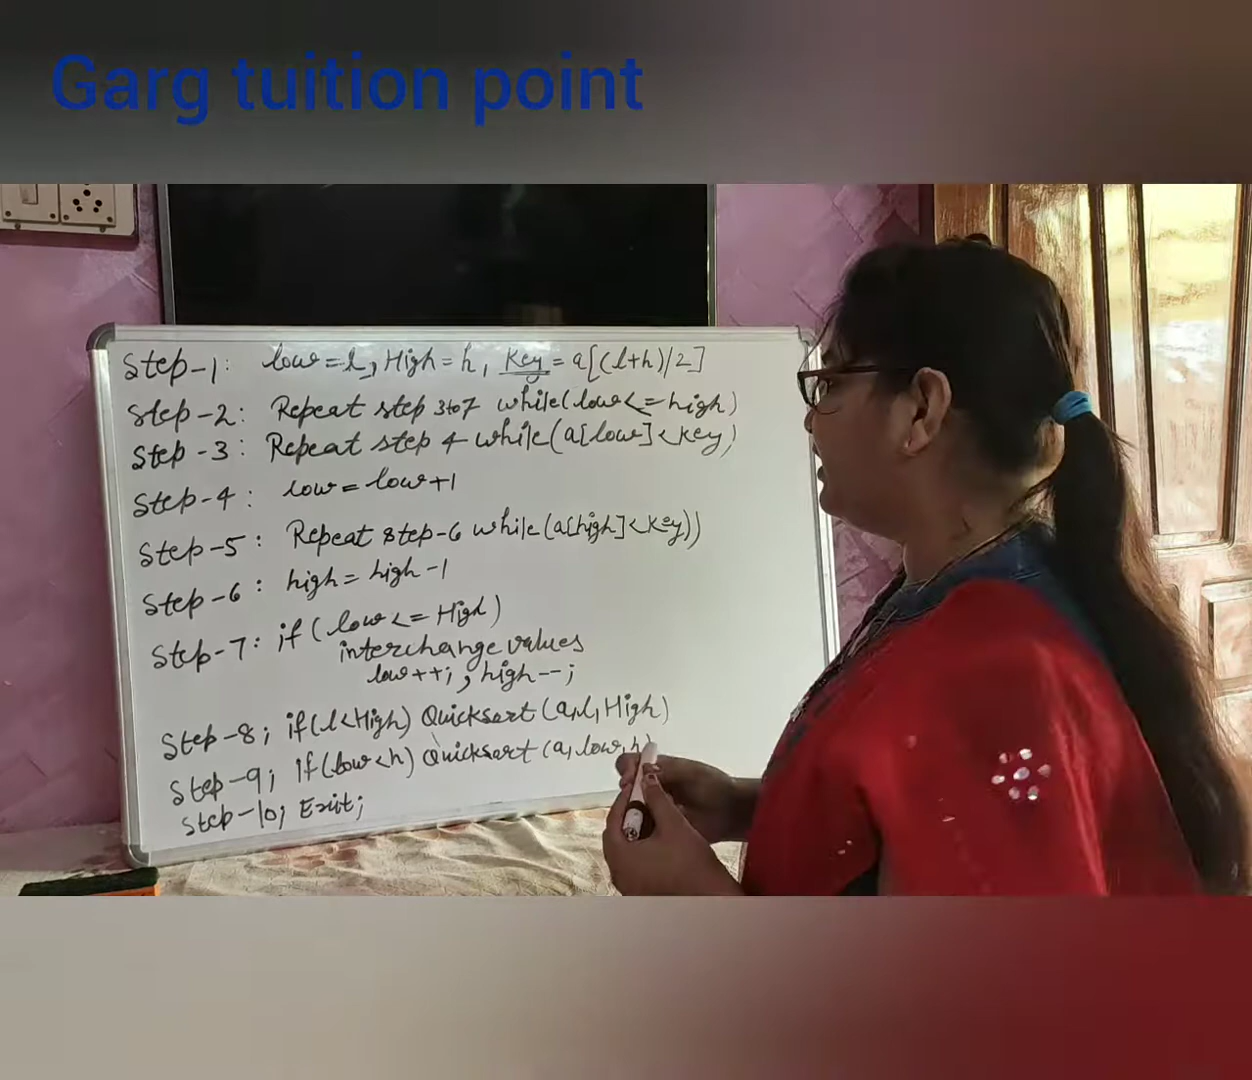 Garg tuition point
Step-1: low = l, High = h, Key = a[(l+h)/2]
Step-2: Repeat step 3to7 while(low<=high)
Step-3: Repeat step 4 while(a[low]<key)
Step-4: low = low+1
Step-5: Repeat step-6 while(a[high]<key))
Step-6: high = high-1
Step-7: if(low<=High)
interchange values
low++; , high--;
Step-8; if(l<High) Quicksort(a,l,High)
Step-9; if(low<h) Quicksort(a,low,h)
Step-10; Exit;